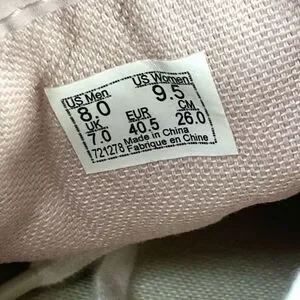 US Men US Women
8.0 9.5
UK EUR CM
7.0 40.5 26.0
721278 Made in China
Fabriqué en Chine